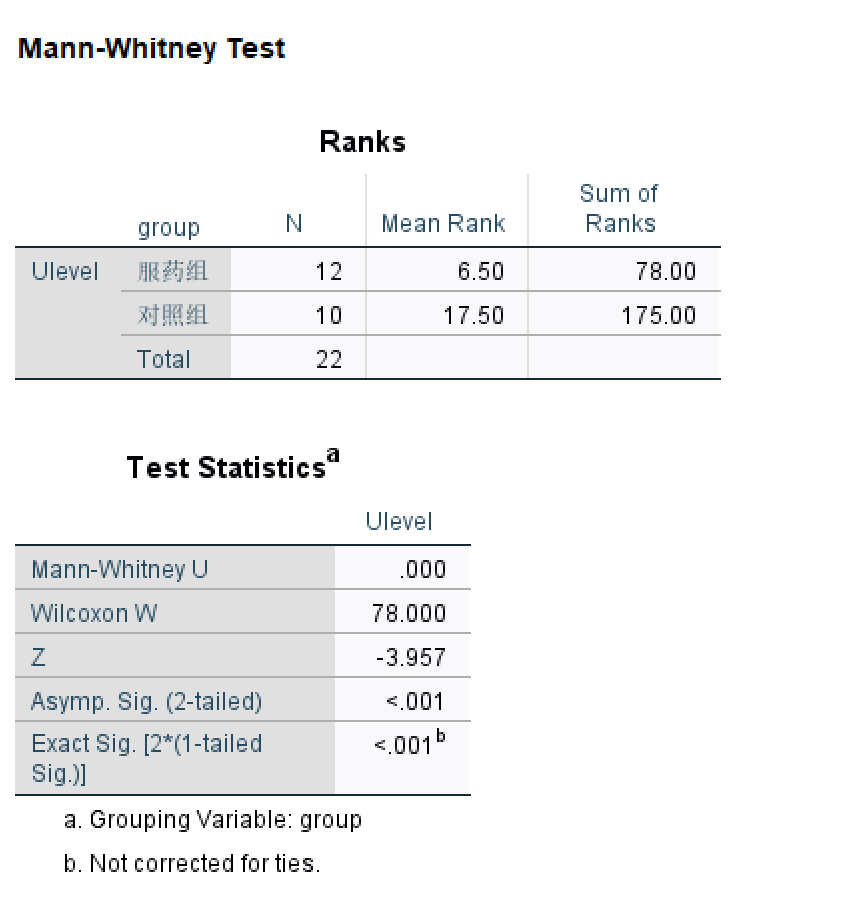 Mann-Whitney Test
Ranks
group N Mean Rank Sum of Ranks
Ulevel 服药组 12 6.50 78.00
对照组 10 17.50 175.00
Total 22
Test Statisticsa
Ulevel
Mann-Whitney U .000
Wilcoxon W 78.000
Z -3.957
Asymp. Sig. (2-tailed) <.001
Exact Sig. [2*(1-tailed Sig.)] <.001b
a. Grouping Variable: group
b. Not corrected for ties.